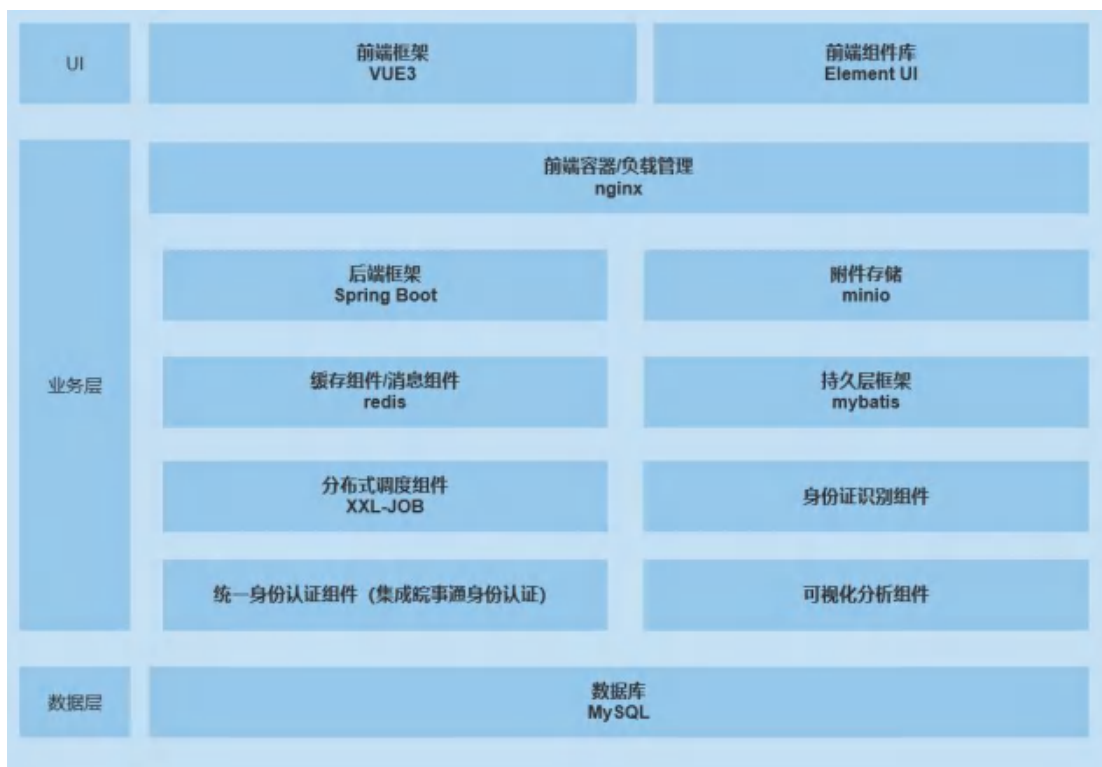 UI
前端框架
VUE3
前端组件库
Element UI
业务层
前端容器/负载管理
nginx
后端框架
Spring Boot
附件存储
minio
缓存组件/消息组件
redis
持久层框架
mybatis
分布式调度组件
XXL-JOB
身份证识别组件
统一身份认证组件（集成皖事通身份认证）
可视化分析组件
数据层
数据库
MySQL